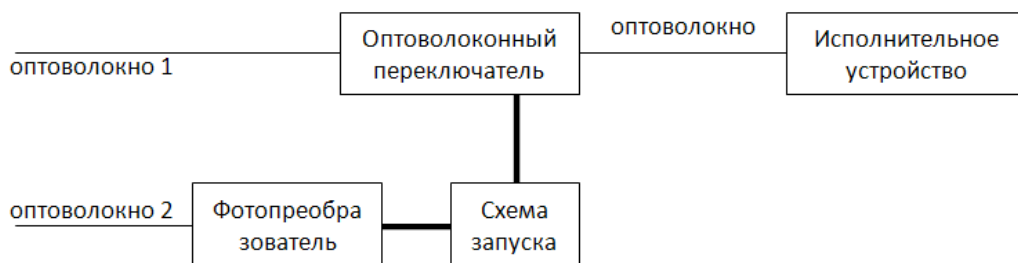 оптоволокно 1
Оптоволоконный
переключатель
оптоволокно
Исполнительное
устройство
оптоволокно 2
Фотопреобра
зователь
Схема
запуска